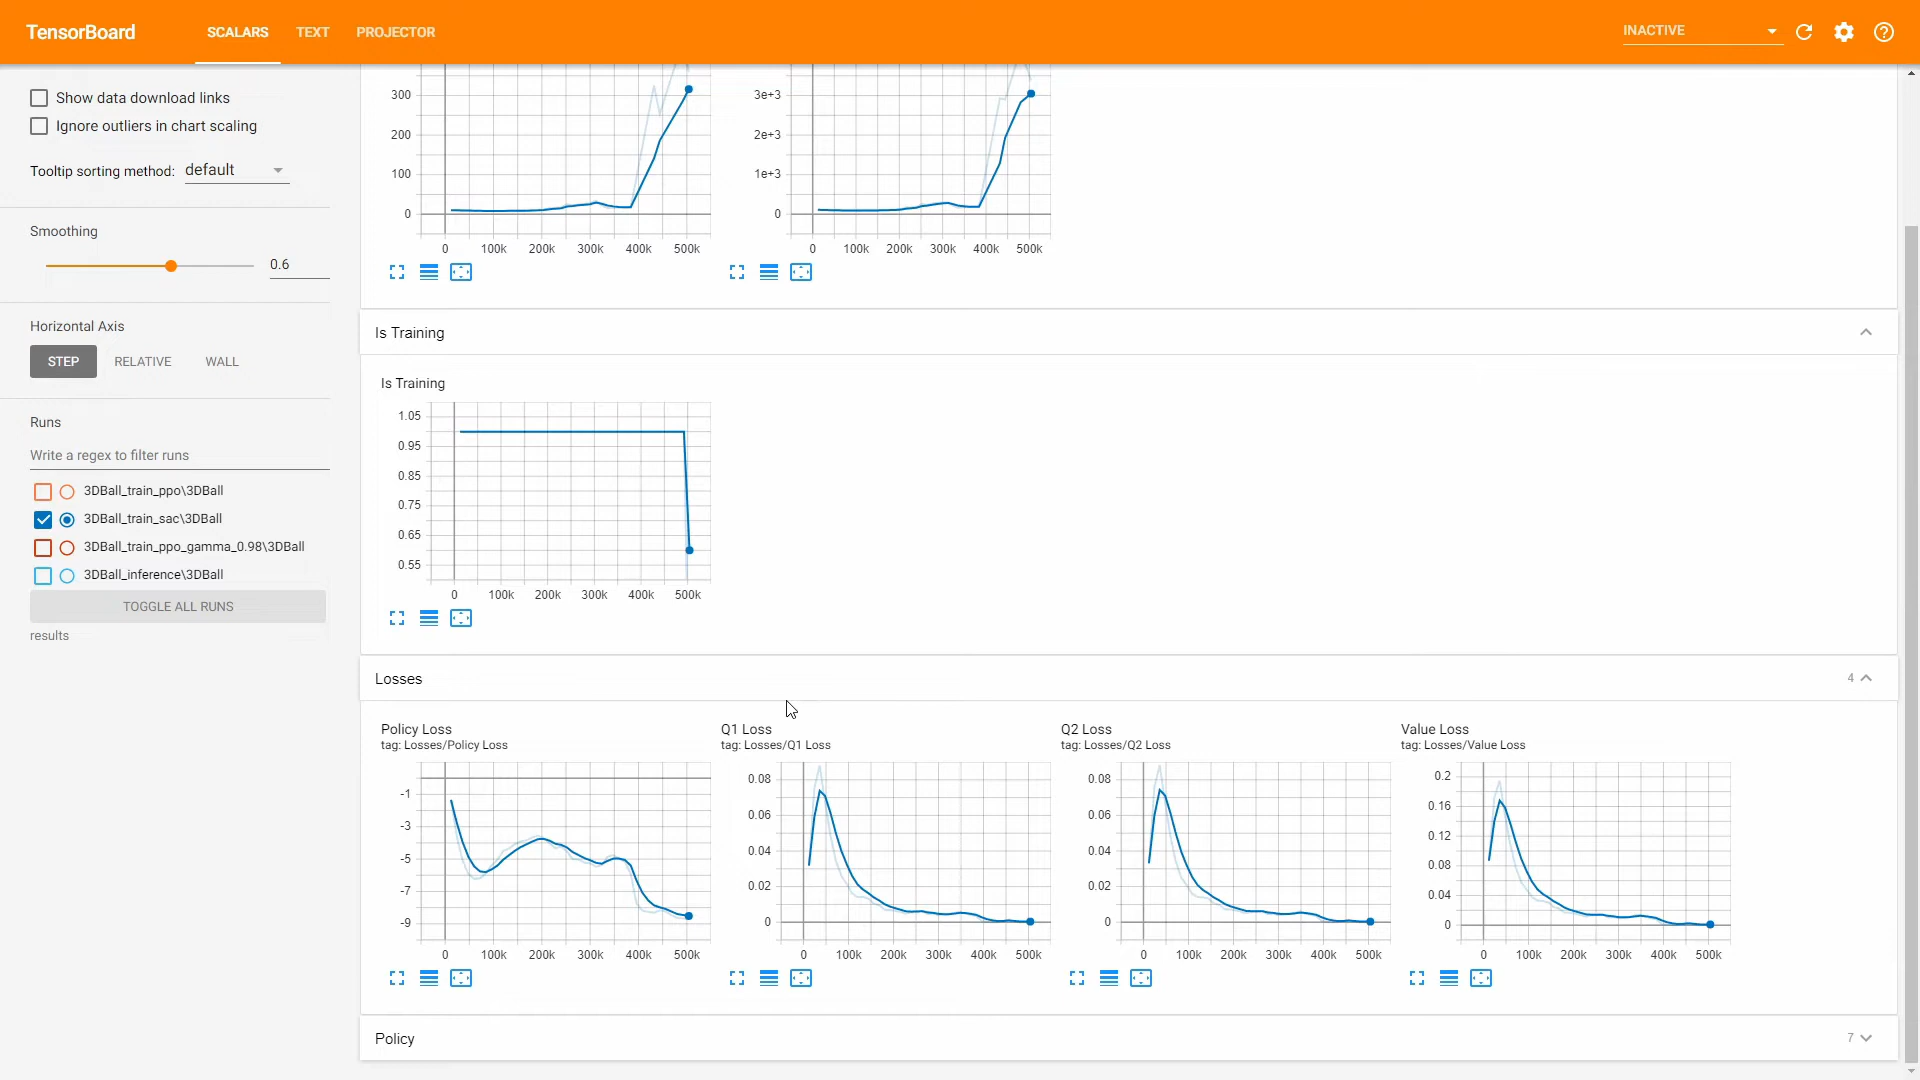 TensorBoard
SCALARS TEXT PROJECTOR
INACTIVE
Show data download links
Ignore outliers in chart scaling
Tooltip sorting method: default
Smoothing
0.6
Horizontal Axis
STEP RELATIVE WALL
Runs
Write a regex to filter runs
3DBall_train_ppo\3DBall
3DBall_train_sac\3DBall
3DBall_train_ppo_gamma_0.98\3DBall
3DBall_inference\3DBall
TOGGLE ALL RUNS
results
300
200
100
0
0 100k 200k 300k 400k 500k
3e+3
2e+3
1e+3
0
0 100k 200k 300k 400k 500k
Is Training
Is Training
1.05
0.95
0.85
0.75
0.65
0.55
0 100k 200k 300k 400k 500k
Losses
4
Policy Loss
tag: Losses/Policy Loss
-1
-3
-5
-7
-9
0 100k 200k 300k 400k 500k
Q1 Loss
tag: Losses/Q1 Loss
0.08
0.06
0.04
0.02
0
0 100k 200k 300k 400k 500k
Q2 Loss
tag: Losses/Q2 Loss
0.08
0.06
0.04
0.02
0
0 100k 200k 300k 400k 500k
Value Loss
tag: Losses/Value Loss
0.2
0.16
0.12
0.08
0.04
0
0 100k 200k 300k 400k 500k
Policy
7